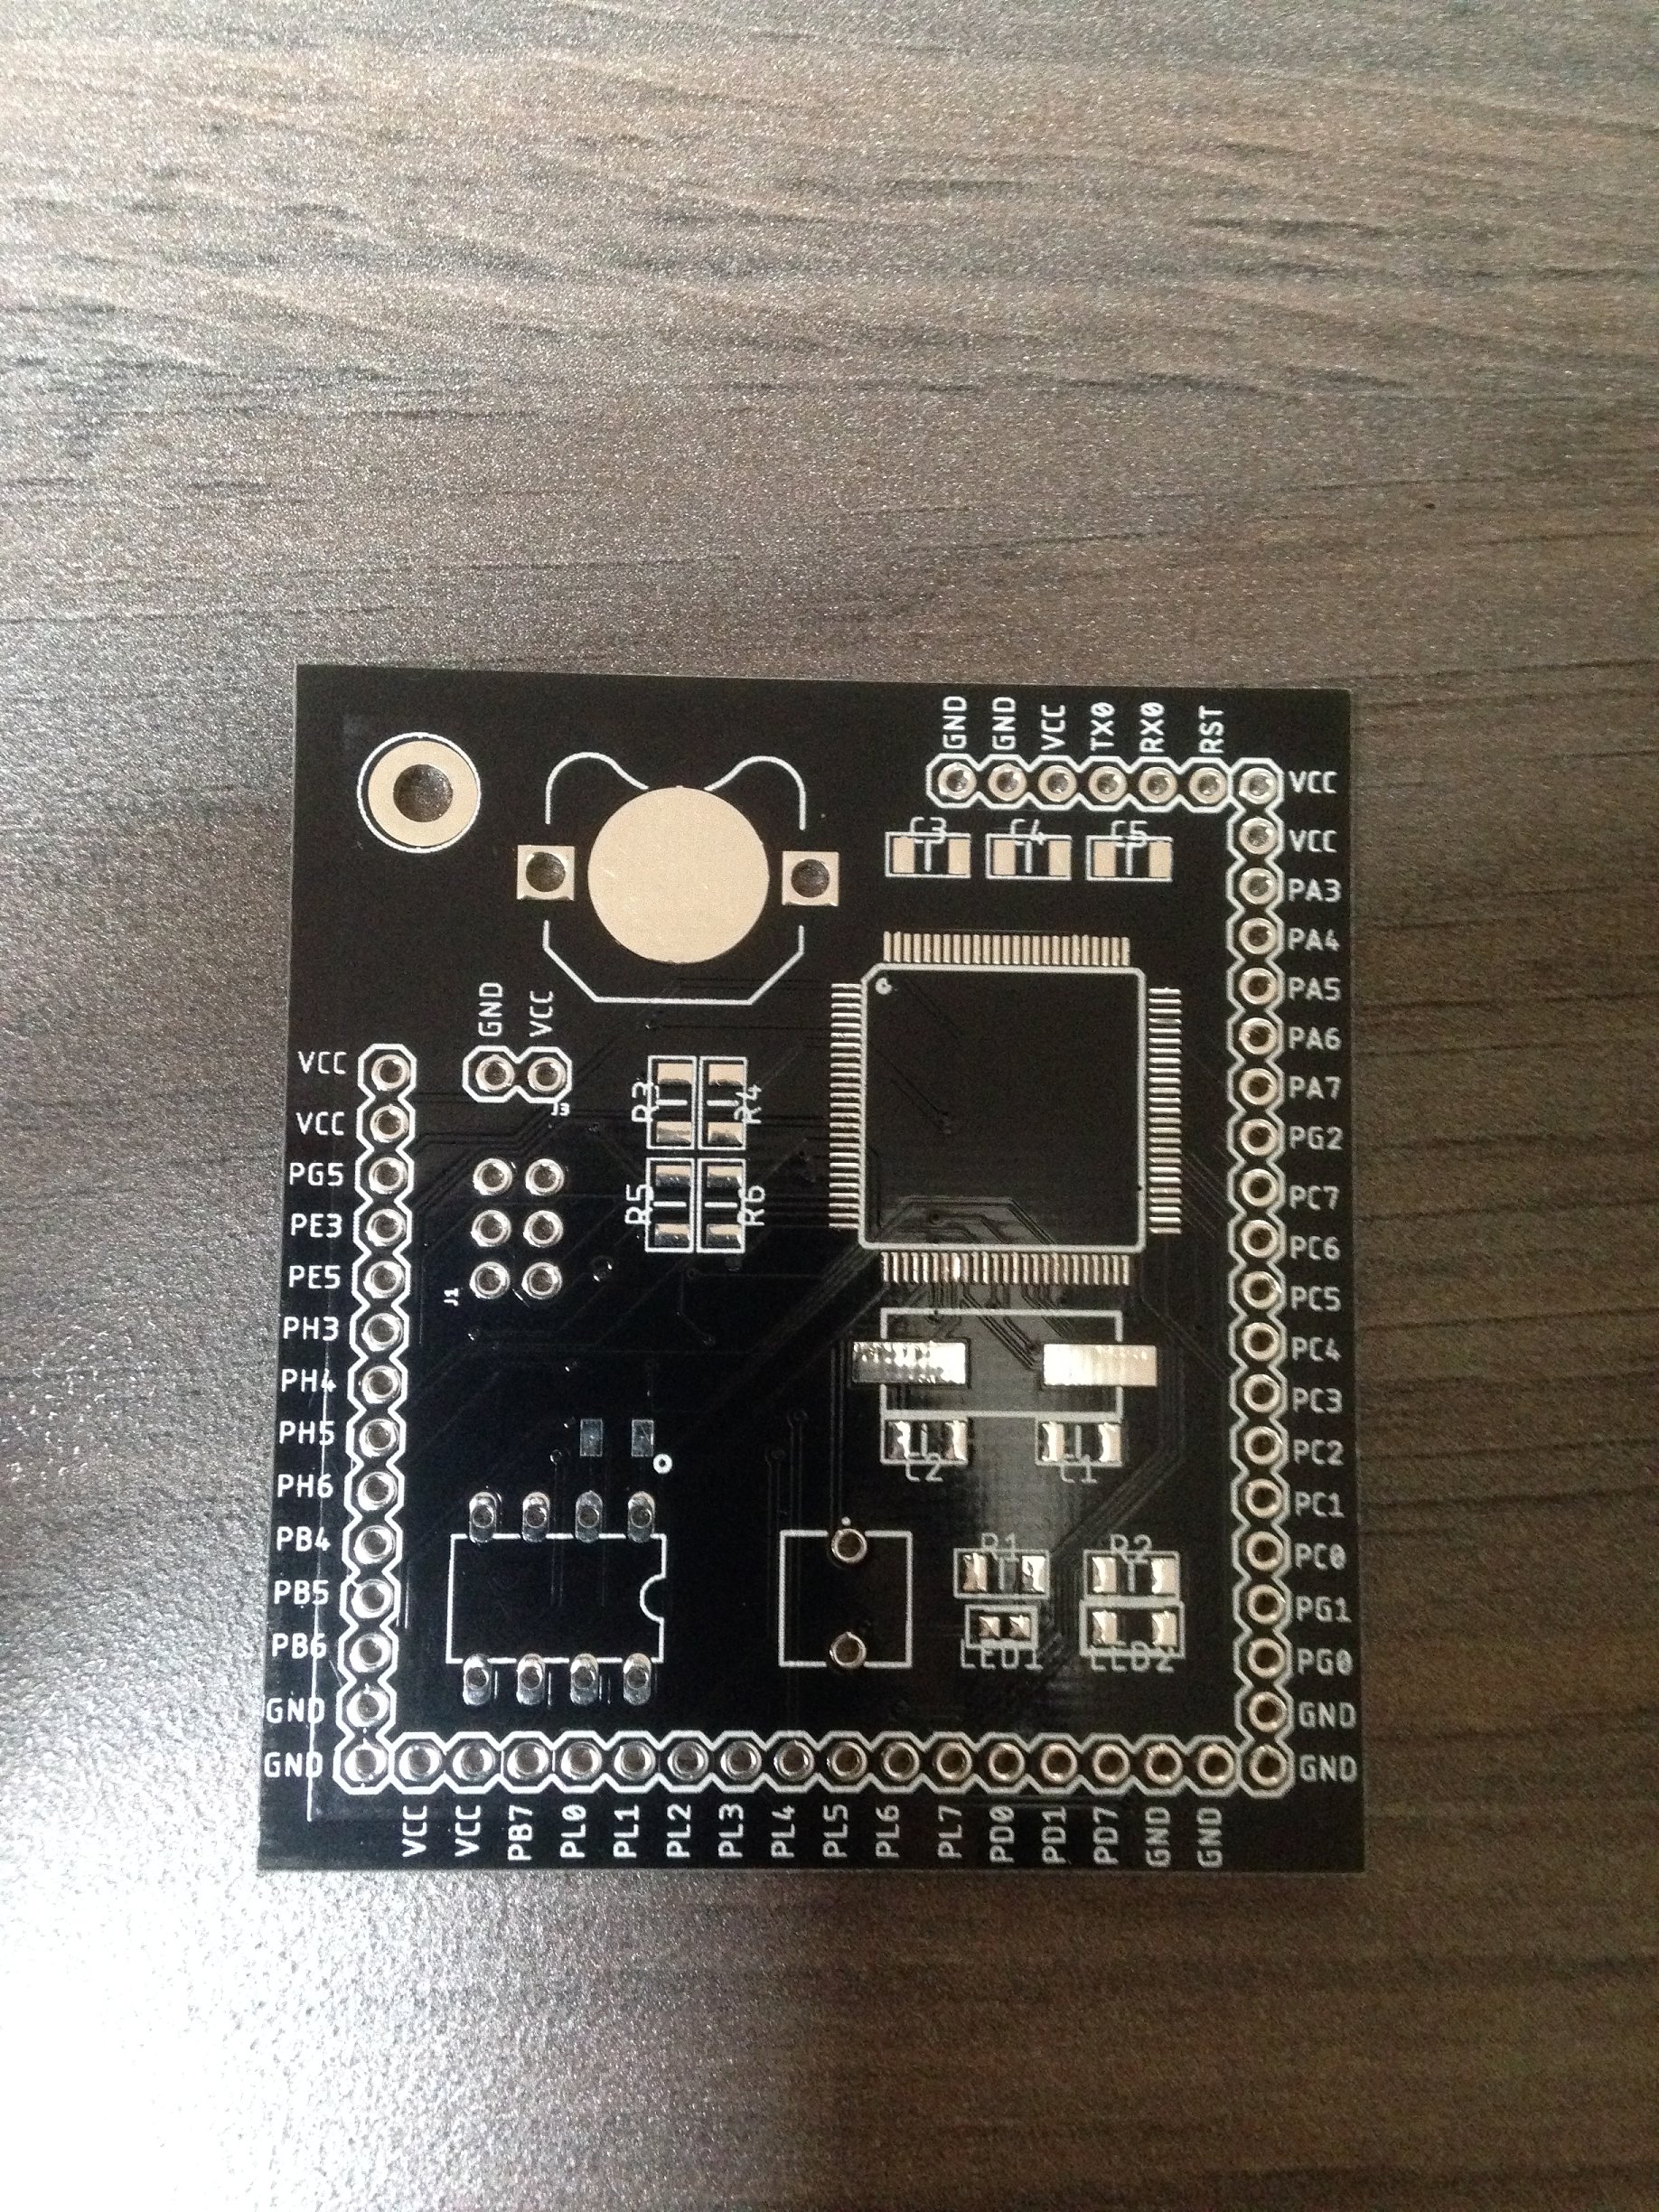 GND
GND
VCC
TX0
RX0
RST
VCC
VCC
PA3
PA4
PA5
PA6
PA7
PG2
PC7
PC6
PC5
PC4
PC3
PC2
PC1
PC0
PG1
PG0
GND
GND
C3
C4
C5
GND
VCC
J3
R3
R4
R5
R6
J1
C2
C1
R1
R2
LED1
LED2
VCC
VCC
PG5
PE3
PE5
PH3
PH4
PH5
PH6
PB4
PB5
PB6
GND
GND
VCC
VCC
PB7
PL0
PL1
PL2
PL3
PL4
PL5
PL6
PL7
PD0
PD1
PD7
GND
GND